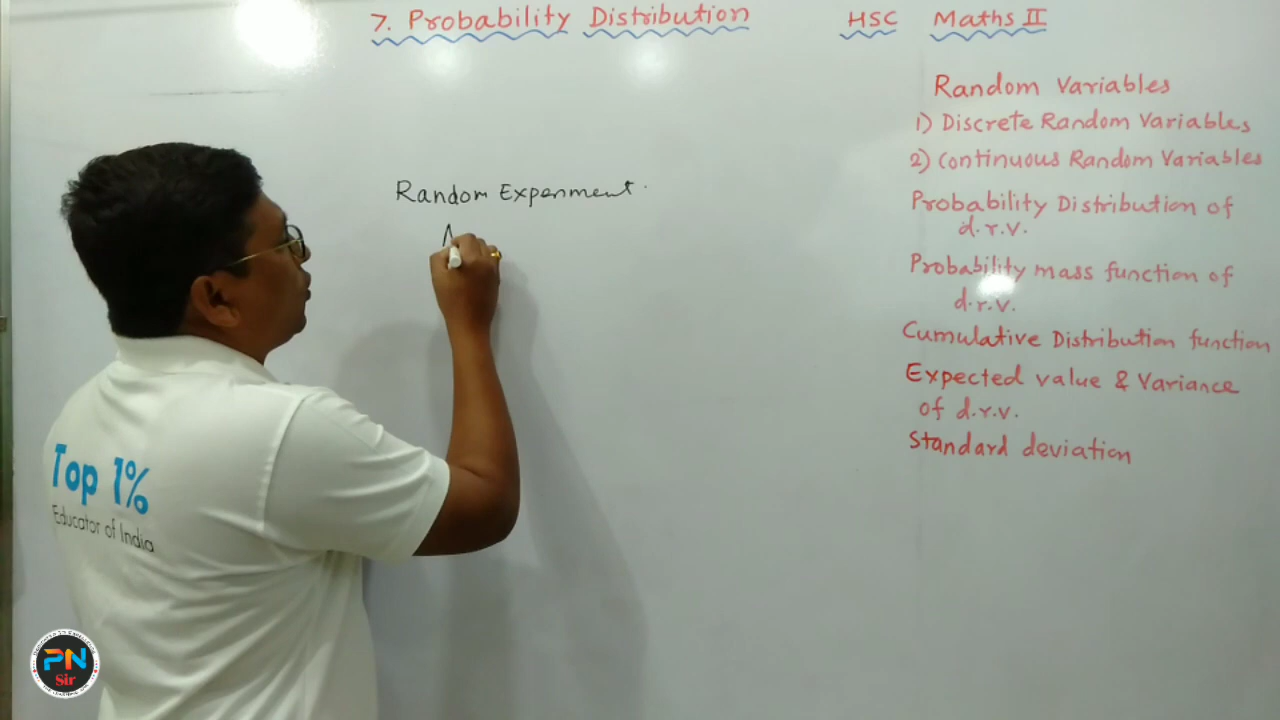 7. Probability Distribution HSC Maths II
Random Variables
1) Discrete Random Variables
2) Continuous Random Variables
Probability Distribution of
d.r.v.
Probability mass function of
d.r.v.
Cumulative Distribution function
Expected value & Variance
of d.r.v.
Standard deviation
Random Experiment.
Top 1%
Educator of India
PN
Sir